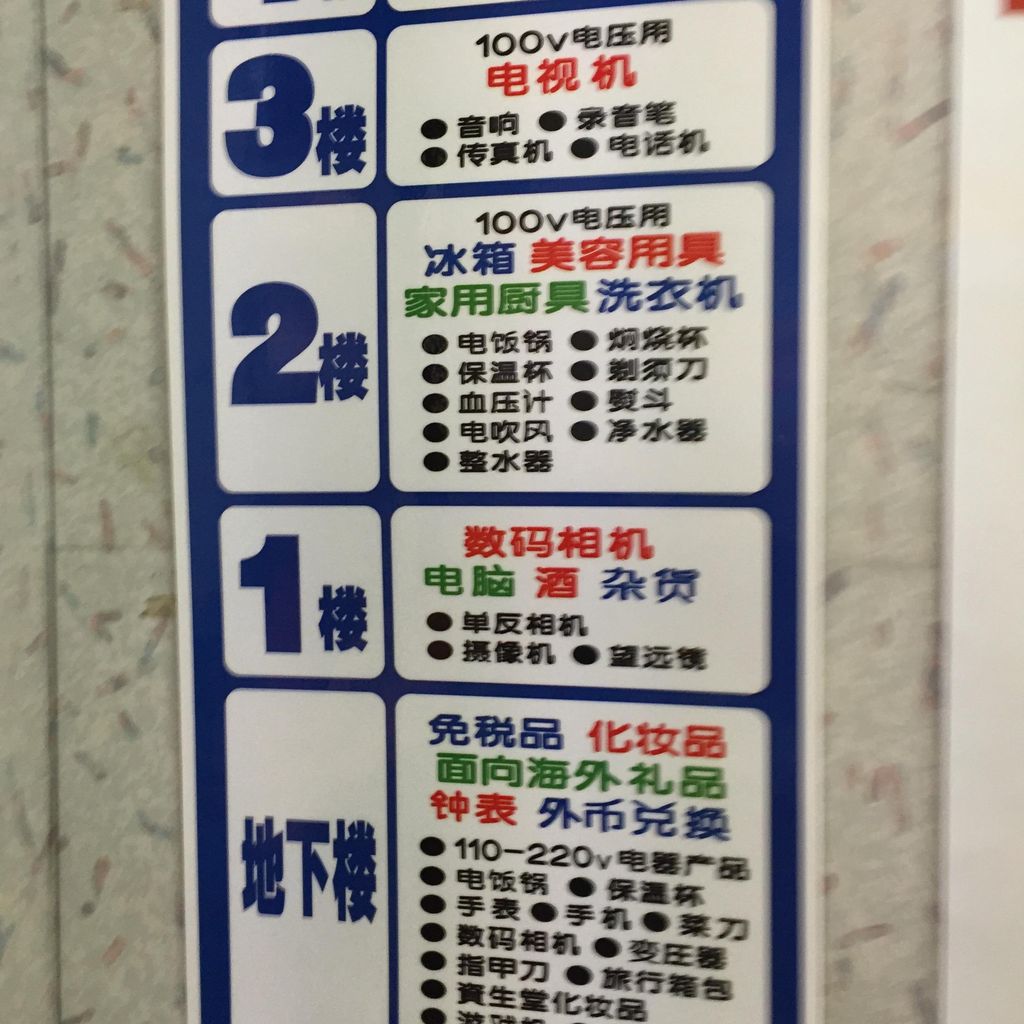 3楼
100v电压用
电视机
● 音响 ● 录音笔
● 传真机 ● 电话机
2楼
100v电压用
冰箱 美容用具
家用厨具 洗衣机
● 电饭锅 ● 焖烧杯
● 保温杯 ● 剃须刀
● 血压计 ● 熨斗
● 电吹风 ● 净水器
● 整水器
1楼
数码相机
电脑 酒 杂货
● 单反相机
● 摄像机 ● 望远镜
地下楼
免税品 化妆品
面向海外礼品
钟表 外币兑换
● 110-220v电器产品
● 电饭锅 ● 保温杯
● 手表 ● 手机 ● 菜刀
● 数码相机 ● 变压器
● 指甲刀 ● 旅行箱包
● 資生堂化妆品